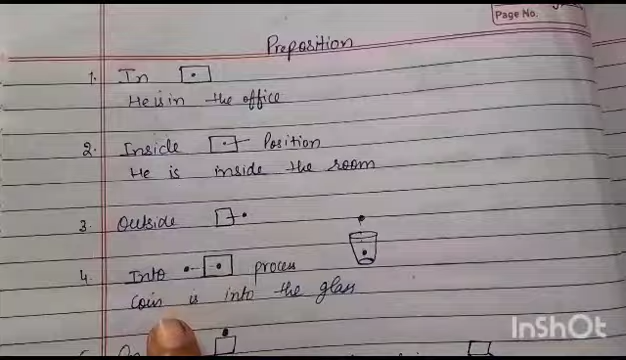 Page No.
Preposition
1. In
He is in the office
2. Inside Position
He is inside the room
3. Outside
4. Into process
Coin is into the glass
InShOt